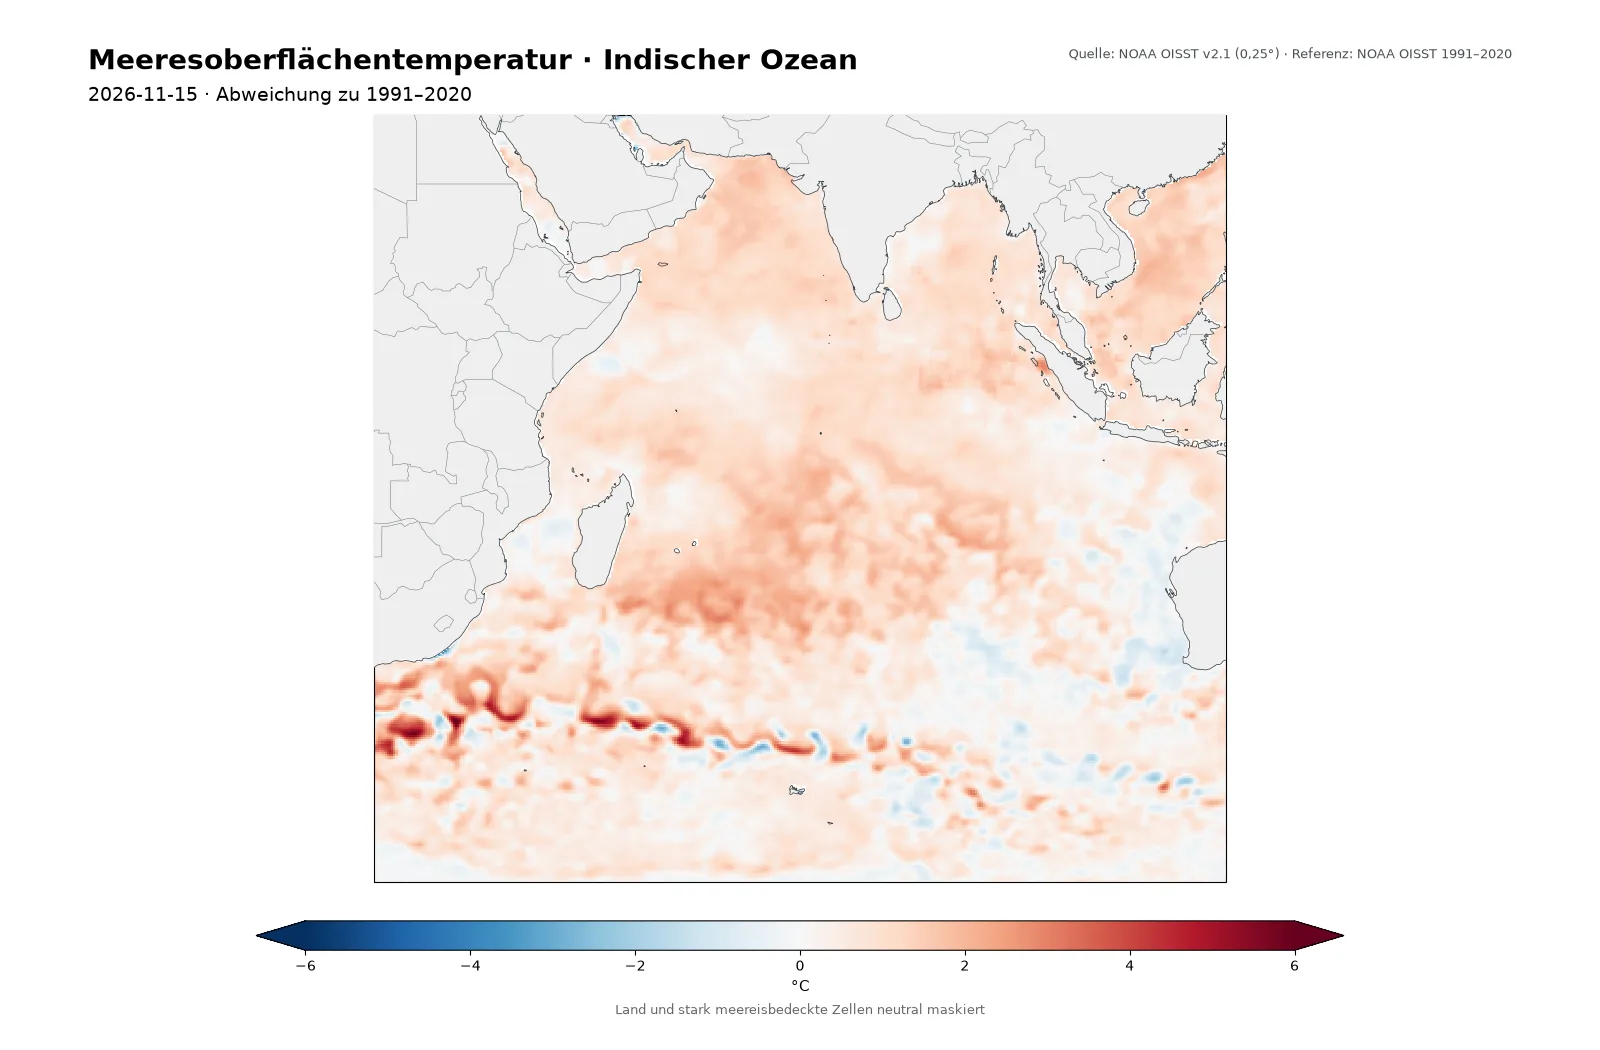 Meeresoberflächentemperatur · Indischer Ozean
Quelle: NOAA OISST v2.1 (0,25°) · Referenz: NOAA OISST 1991–2020
2026-11-15 · Abweichung zu 1991–2020
−6 −4 −2 0 2 4 6
°C
Land und stark meereisbedeckte Zellen neutral maskiert